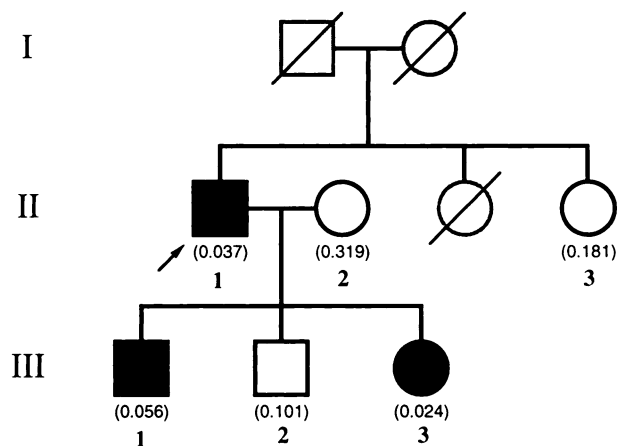 I
II
(0.037) (0.319) (0.181)
1 2 3
III
(0.056) (0.101) (0.024)
1 2 3